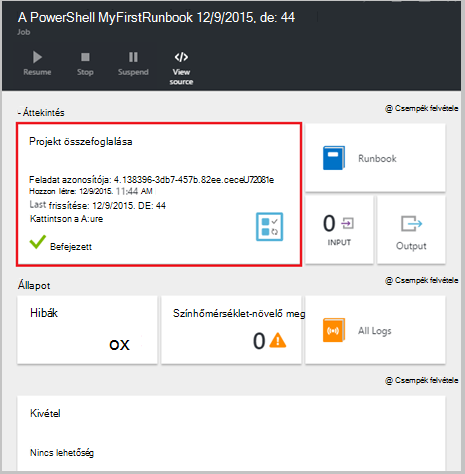 A PowerShell MyFirstRunbook 12/9/2015, de: 44
Job
Resume
Stop
Suspend
View source
- Áttekintés
@ Csempék felvétele
Projekt összefoglalása
Feladat azonosítója: 4.138396-3db7-457b.82ee.ceceU72081e
Hozzon létre: 12/9/2015. 11:44 AM
Last frissítése: 12/9/2015. DE: 44
Kattintson a A:ure
Befejezett
Runbook
0
INPUT
Output
Állapot
@ Csempék felvétele
Hibák
OX
Színhőmérséklet-növelő meg
0
All Logs
@ Csempék felvétele
Kivétel
Nincs lehetőség